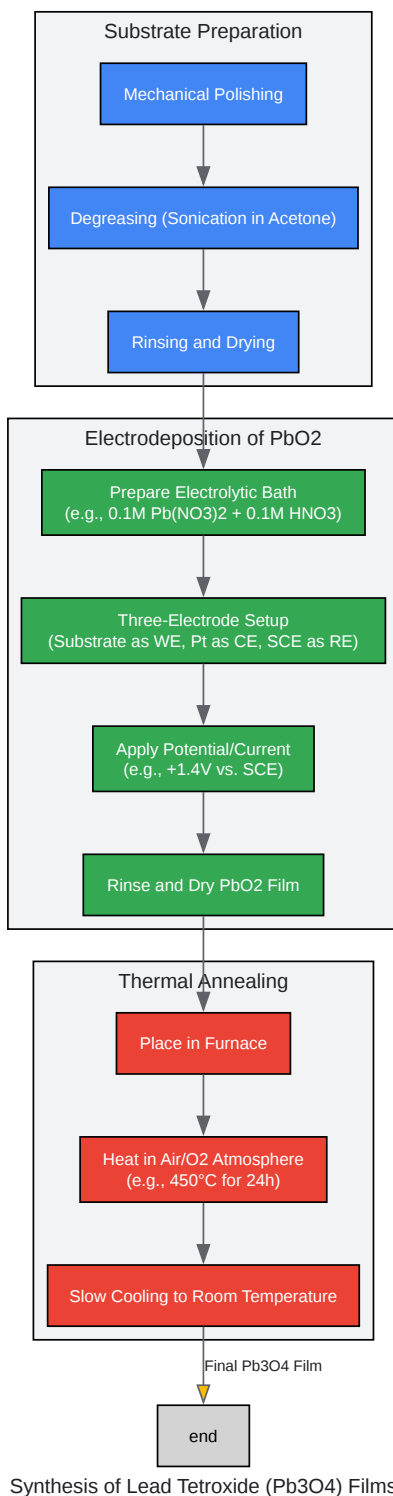 Substrate Preparation
Mechanical Polishing
Degreasing (Sonication in Acetone)
Rinsing and Drying
Electrodeposition of PbO2
Prepare Electrolytic Bath
(e.g., 0.1M Pb(NO3)2 + 0.1M HNO3)
Three-Electrode Setup
(Substrate as WE, Pt as CE, SCE as RE)
Apply Potential/Current
(e.g., +1.4V vs. SCE)
Rinse and Dry PbO2 Film
Thermal Annealing
Place in Furnace
Heat in Air/O2 Atmosphere
(e.g., 450°C for 24h)
Slow Cooling to Room Temperature
Final Pb3O4 Film
end
Synthesis of Lead Tetroxide (Pb3O4) Films